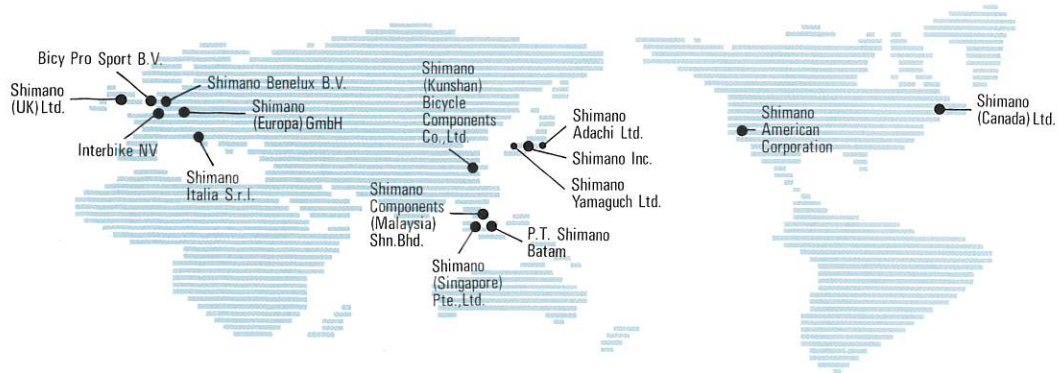 Bicy Pro Sport B.V.
Shimano
(UK) Ltd.
Shimano Benelux B.V.
Shimano
(Europa) GmbH
Interbike NV
Shimano
Italia S.r.l.
Shimano
(Kunshan)
Bicycle
Components
Co.,Ltd.
Shimano
Adachi Ltd.
Shimano Inc.
Shimano
Yamaguch Ltd.
Shimano
Components
(Malaysia)
Shn.Bhd.
P.T. Shimano
Batam
Shimano
(Singapore)
Pte.,Ltd.
Shimano
American
Corporation
Shimano
(Canada) Ltd.